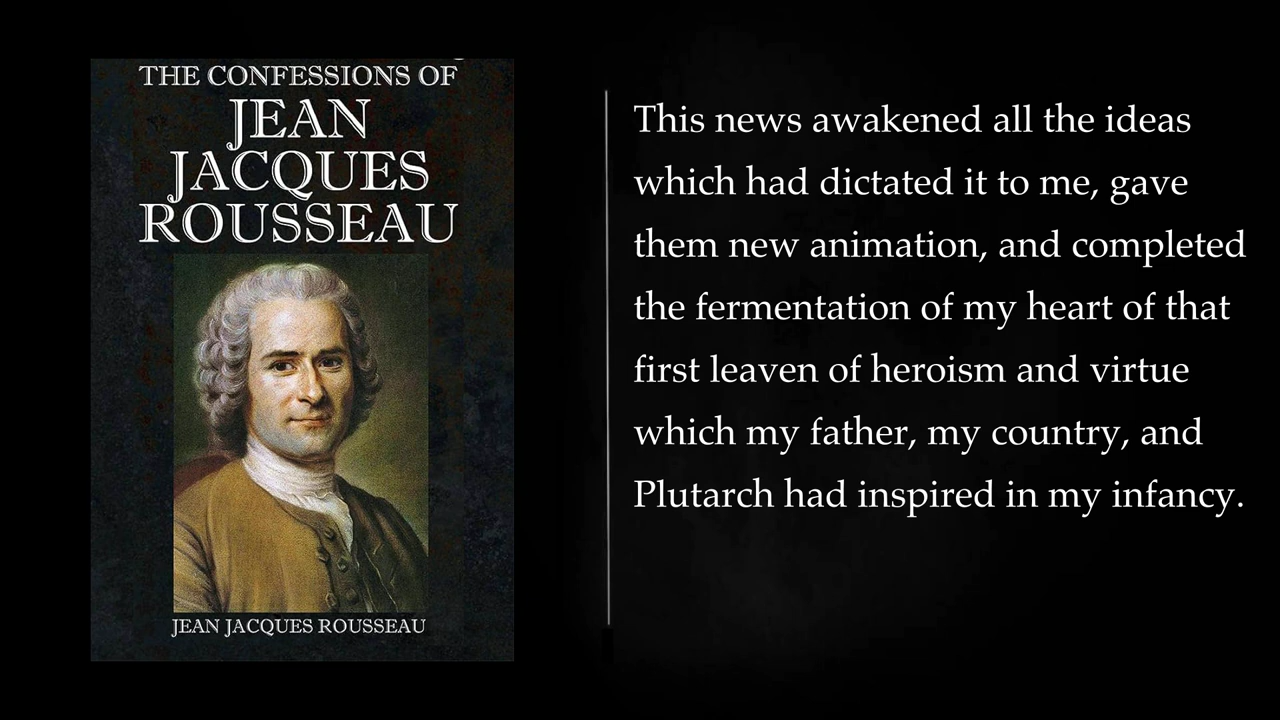 THE CONFESSIONS OF
JEAN
JACQUES
ROUSSEAU
JEAN JACQUES ROUSSEAU
This news awakened all the ideas
which had dictated it to me, gave
them new animation, and completed
the fermentation of my heart of that
first leaven of heroism and virtue
which my father, my country, and
Plutarch had inspired in my infancy.